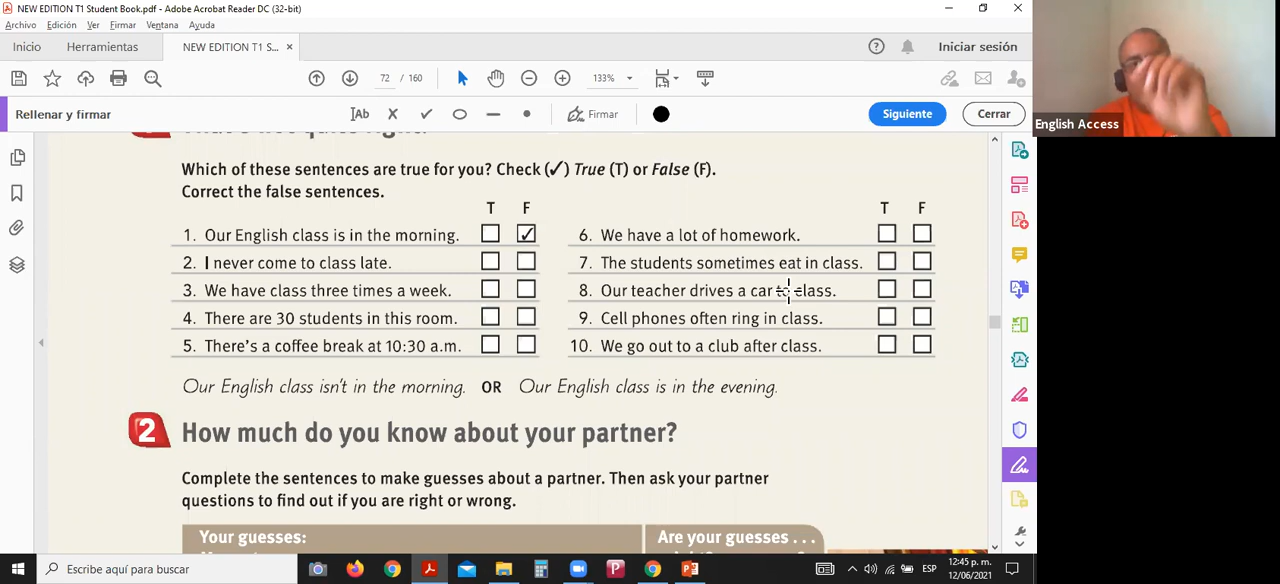 NEW EDITION T1 Student Book.pdf - Adobe Acrobat Reader DC (32-bit)
Archivo Edición Ver Firmar Ventana Ayuda
Inicio Herramientas NEW EDITION T1 S... × Iniciar sesión
72 / 160 133%
Rellenar y firmar Ab Firmar Siguiente Cerrar
English Access
Which of these sentences are true for you? Check (✓) True (T) or False (F).
Correct the false sentences.
T F
1. Our English class is in the morning.
2. I never come to class late.
3. We have class three times a week.
4. There are 30 students in this room.
5. There's a coffee break at 10:30 a.m.
T F
6. We have a lot of homework.
7. The students sometimes eat in class.
8. Our teacher drives a car to class.
9. Cell phones often ring in class.
10. We go out to a club after class.
Our English class isn't in the morning. OR Our English class is in the evening.
2 How much do you know about your partner?
Complete the sentences to make guesses about a partner. Then ask your partner
questions to find out if you are right or wrong.
Your guesses: Are your guesses . . .
Escribe aquí para buscar
ESP
12:45 p. m.
12/06/2021